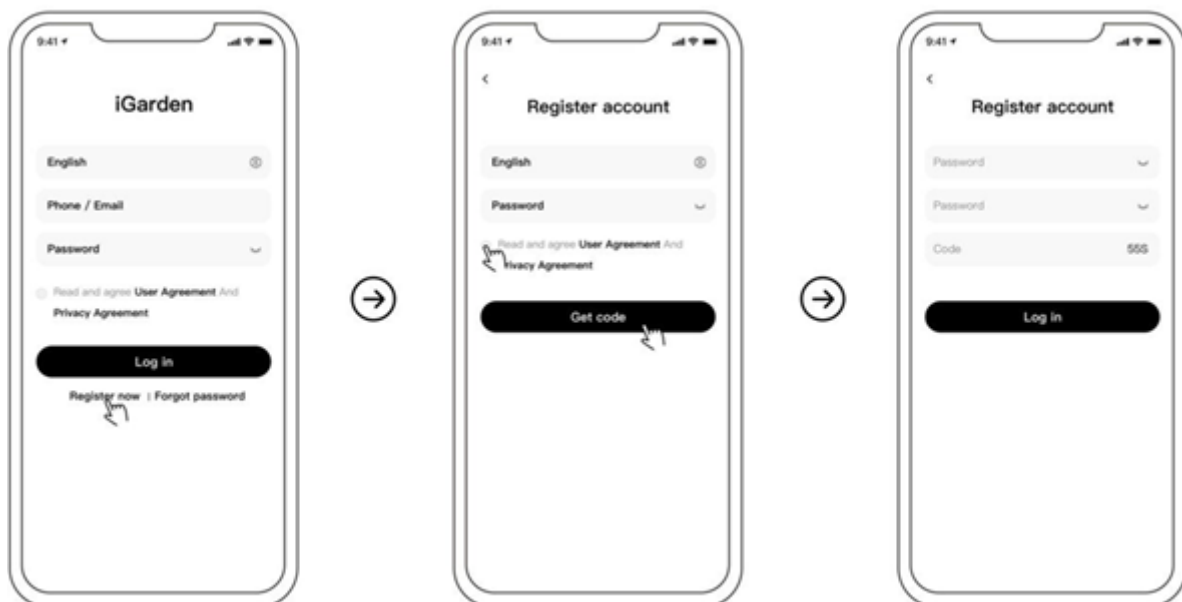 9:41
iGarden
English
Phone / Email
Password
Read and agree User Agreement And
Privacy Agreement
Log in
Register now | Forgot password
9:41
Register account
English
Password
Read and agree User Agreement And
rivacy Agreement
Get code
9:41
Register account
Password
Password
Code 55S
Log in